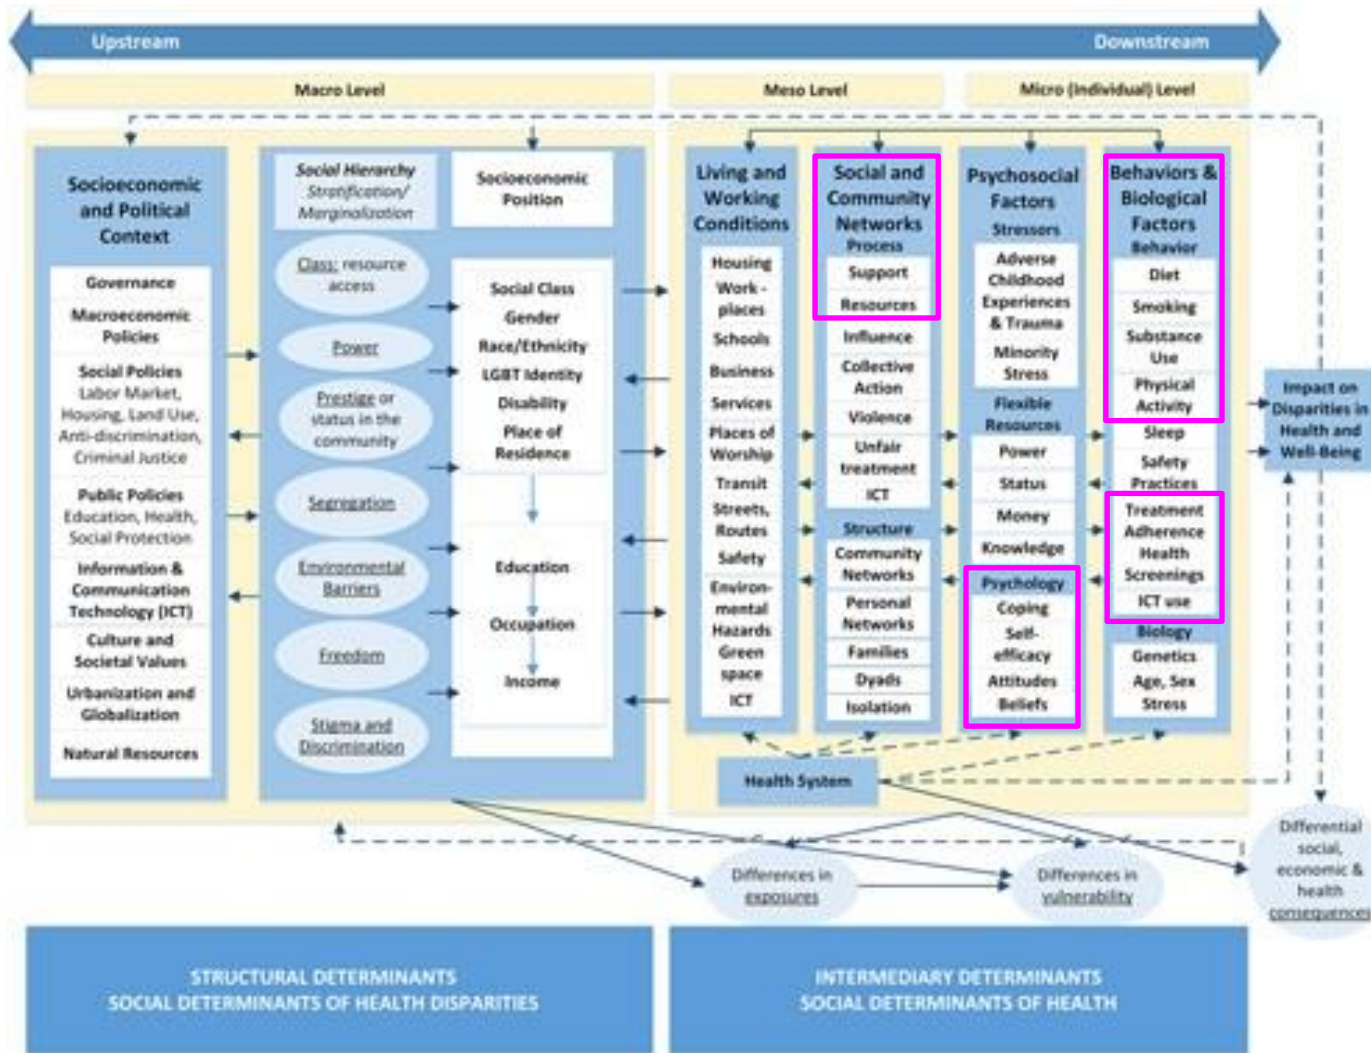 Upstream
Downstream
Macro Level
Meso Level
Micro (Individual) Level
Socioeconomic
and Political
Context
Governance
Macroeconomic
Policies
Social Policies
Labor Market,
Housing, Land Use,
Anti-discrimination,
Criminal Justice
Public Policies
Education, Health,
Social Protection
Information &
Communication
Technology (ICT)
Culture and
Societal Values
Urbanization and
Globalization
Natural Resources
Social Hierarchy
Stratification/
Marginalization
Class: resource
access
Power
Prestige or
status in the
community
Segregation
Environmental
Barriers
Freedom
Stigma and
Discrimination
Socioeconomic
Position
Social Class
Gender
Race/Ethnicity
LGBT Identity
Disability
Place of
Residence
Education
Occupation
Income
Living and
Working
Conditions
Housing
Work -
places
Schools
Business
Services
Places of
Worship
Transit
Streets,
Routes
Safety
Environ-
mental
Hazards
Green
space
ICT
Social and
Community
Networks
Process
Support
Resources
Influence
Collective
Action
Violence
Unfair
treatment
ICT
Structure
Community
Networks
Personal
Networks
Families
Dyads
Isolation
Psychosocial
Factors
Stressors
Adverse
Childhood
Experiences
& Trauma
Minority
Stress
Flexible
Resources
Power
Status
Money
Knowledge
Psychology
Coping
Self-
efficacy
Attitudes
Beliefs
Behaviors &
Biological
Factors
Behavior
Diet
Smoking
Substance
Use
Physical
Activity
Sleep
Safety
Practices
Treatment
Adherence
Health
Screenings
ICT use
Biology
Genetics
Age, Sex
Stress
Impact on
Disparities in
Health and
Well-Being
Health System
Differences in
exposures
Differences in
vulnerability
Differential
social,
economic &
health
consequences
STRUCTURAL DETERMINANTS
SOCIAL DETERMINANTS OF HEALTH DISPARITIES
INTERMEDIARY DETERMINANTS
SOCIAL DETERMINANTS OF HEALTH